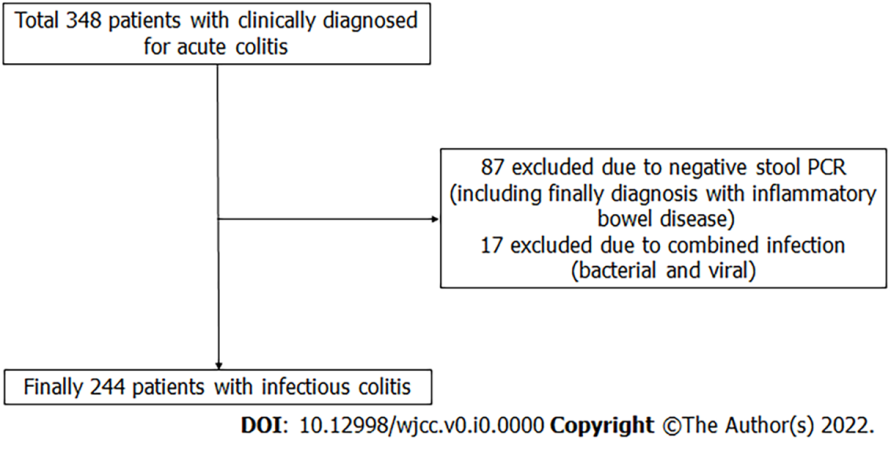 Total 348 patients with clinically diagnosed
for acute colitis
87 excluded due to negative stool PCR
(including finally diagnosis with inflammatory
bowel disease)
17 excluded due to combined infection
(bacterial and viral)
Finally 244 patients with infectious colitis
DOI: 10.12998/wjcc.v0.i0.0000 Copyright ©The Author(s) 2022.